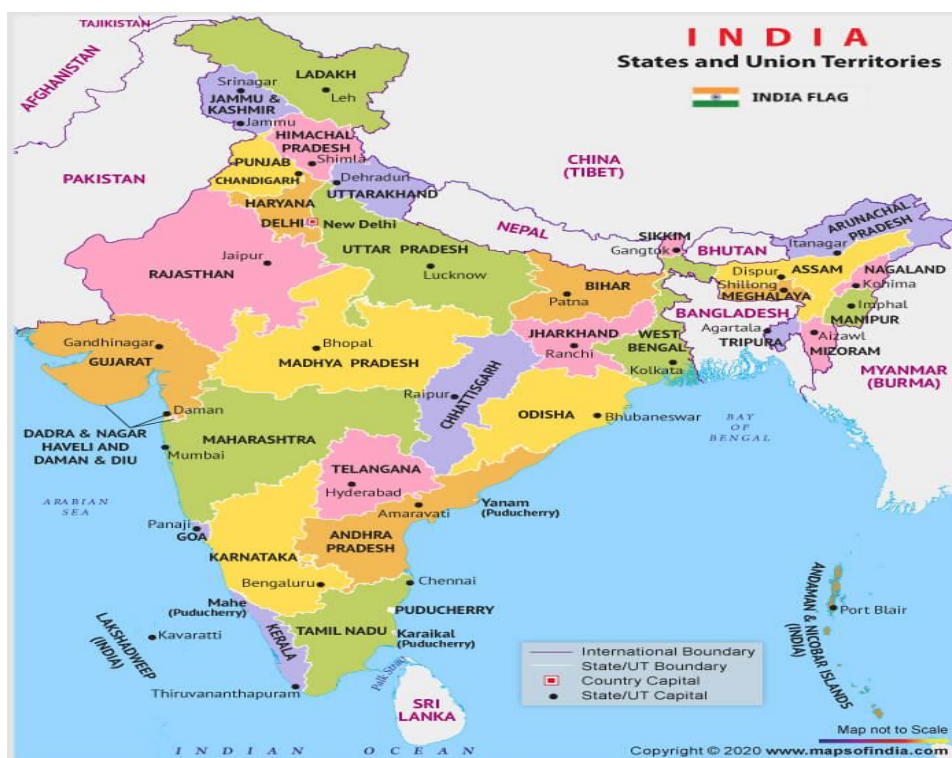 INDIA
States and Union Territories
INDIA FLAG
TAJIKISTAN
AFGHANISTAN
PAKISTAN
CHINA
(TIBET)
NEPAL
BHUTAN
BANGLADESH
MYANMAR
(BURMA)
SRI
LANKA
LADAKH
Leh
Srinagar
JAMMU &
KASHMIR
Jammu
HIMACHAL
PRADESH
Shimla
PUNJAB
CHANDIGARH
Dehradun
UTTARAKHAND
HARYANA
DELHI
New Delhi
UTTAR PRADESH
Lucknow
Jaipur
RAJASTHAN
SIKKIM
Gangtok
ARUNACHAL
PRADESH
Itanagar
Dispur
ASSAM
Shillong
MEGHALAYA
NAGALAND
Kohima
Imphal
MANIPUR
Agartala
TRIPURA
Aizawl
MIZORAM
BIHAR
Patna
JHARKHAND
Ranchi
WEST
BENGAL
Kolkata
Gandhinagar
GUJARAT
Bhopal
MADHYA PRADESH
Raipur
CHHATTISGARH
ODISHA
Bhubaneswar
Daman
DADRA & NAGAR
HAVELI AND
DAMAN & DIU
MAHARASHTRA
Mumbai
TELANGANA
Hyderabad
Amaravati
Yanam
(Puducherry)
ANDHRA
PRADESH
Panaji
GOA
KARNATAKA
Bengaluru
Chennai
Mahe
(Puducherry)
PUDUCHERRY
TAMIL NADU
Karaikal
(Puducherry)
KERALA
Thiruvananthapuram
LAKSHADWEEP
(INDIA)
Kavaratti
ANDAMAN & NICOBAR ISLANDS
(INDIA)
Port Blair
ARABIAN
SEA
BAY
OF
BENGAL
Palk Strait
INDIAN OCEAN
International Boundary
State/UT Boundary
Country Capital
State/UT Capital
Map not to Scale
Copyright © 2020 www.mapsofindia.com